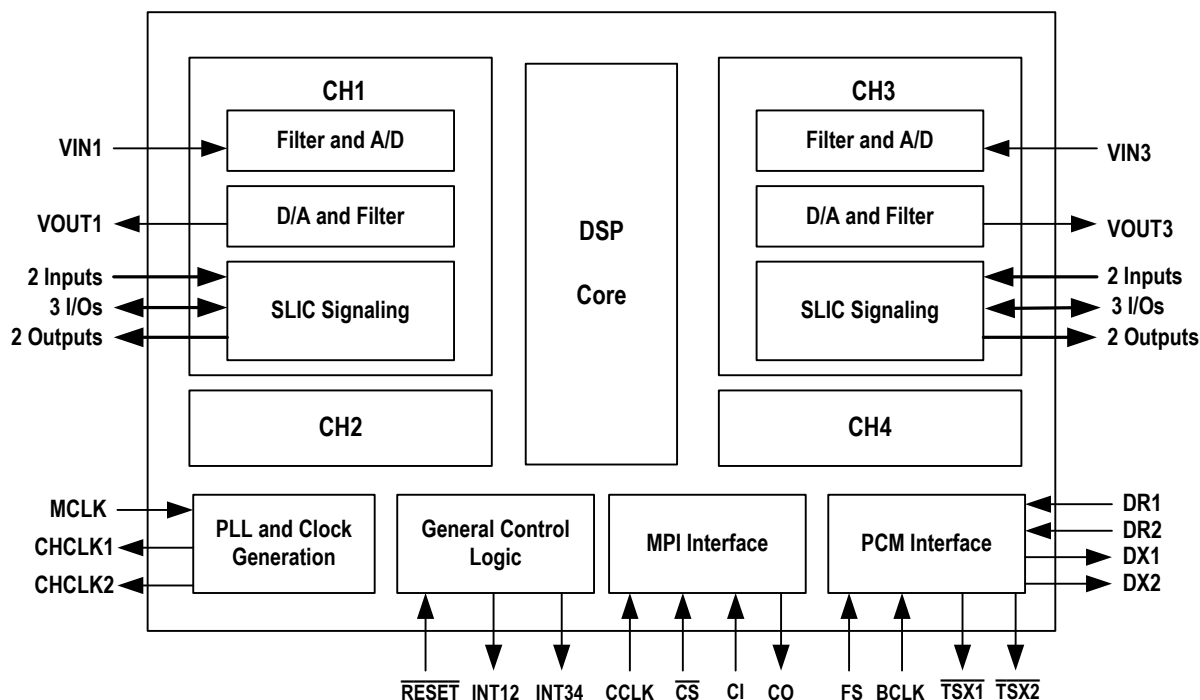 CH1
Filter and A/D
D/A and Filter
SLIC Signaling
VIN1
VOUT1
2 Inputs
3 I/Os
2 Outputs
CH2
DSP
Core
CH3
Filter and A/D
D/A and Filter
SLIC Signaling
VIN3
VOUT3
2 Inputs
3 I/Os
2 Outputs
CH4
MCLK
CHCLK1
CHCLK2
PLL and Clock
Generation
General Control
Logic
MPI Interface
PCM Interface
DR1
DR2
DX1
DX2
RESET INT12 INT34 CCLK CS CI CO FS BCLK TSX1 TSX2